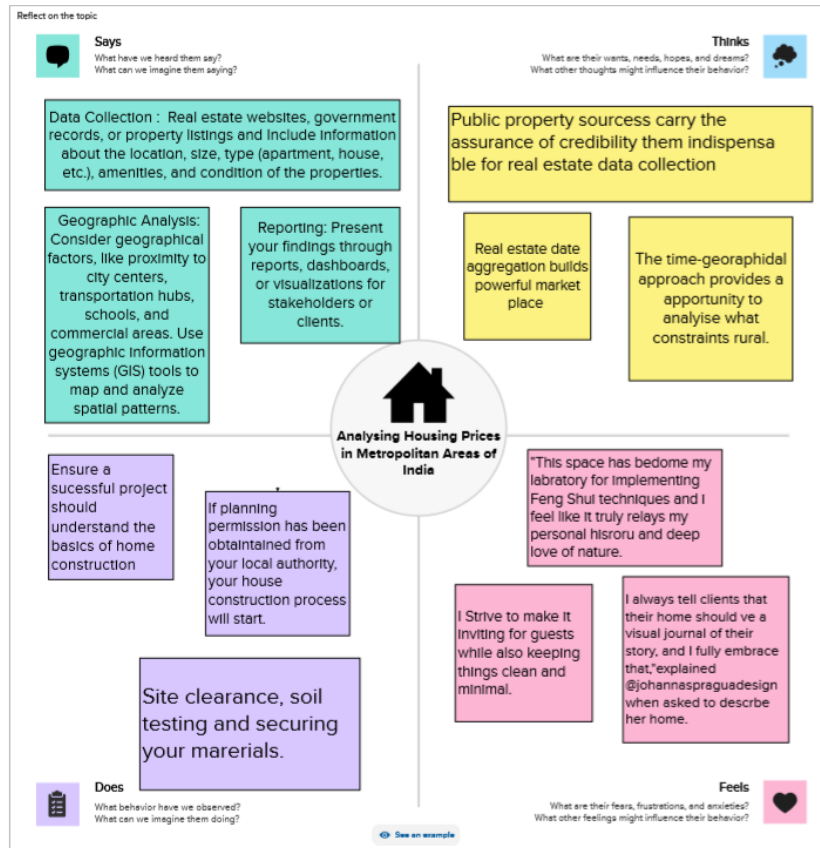 Reflect on the topic
Says
What have we heard them say?
What can we imagine them saying?
Thinks
What are their wants, needs, hopes, and dreams?
What other thoughts might influence their behavior?
Data Collection : Real estate websites, government
records, or property listings and Include information
about the location, size, type (apartment, house,
etc.), amenities, and condition of the properties.
Geographic Analysis:
Consider geographical
factors, like proximity to
city centers,
transportation hubs,
schools, and
commercial areas. Use
geographic information
systems (GIS) tools to
map and analyze
spatial patterns.
Reporting: Present
your findings through
reports, dashboards,
or visualizations for
stakeholders or
clients.
Public property sourcess carry the
assurance of credibility them indispensa
ble for real estate data collection
Real estate date
aggregation builds
powerful market
place
The time-georaphidal
approach provides a
apportunity to
analyise what
constraints rural.
Analysing Housing Prices
in Metropolitan Areas of
India
Ensure a
sucessful project
should
understand the
basics of home
construction
If planning
permission has been
obtaintained from
your local authority,
your house
construction process
will start.
Site clearance, soil
testing and securing
your marerials.
"This space has bedome my
labratory for implementing
Feng Shui techniques and I
feel like it truly relays my
personal hisroru and deep
love of nature.
I Strive to make it
inviting for guests
while also keeping
things clean and
minimal.
I always tell clients that
their home should ve a
visual journal of their
story, and I fully embrace
that,"explained
@johannaspraguadesign
when asked to descrbe
her home.
Does
What behavior have we observed?
What can we imagine them doing?
Feels
What are their fears, frustrations, and anxieties?
What other feelings might influence their behavior?
See an example